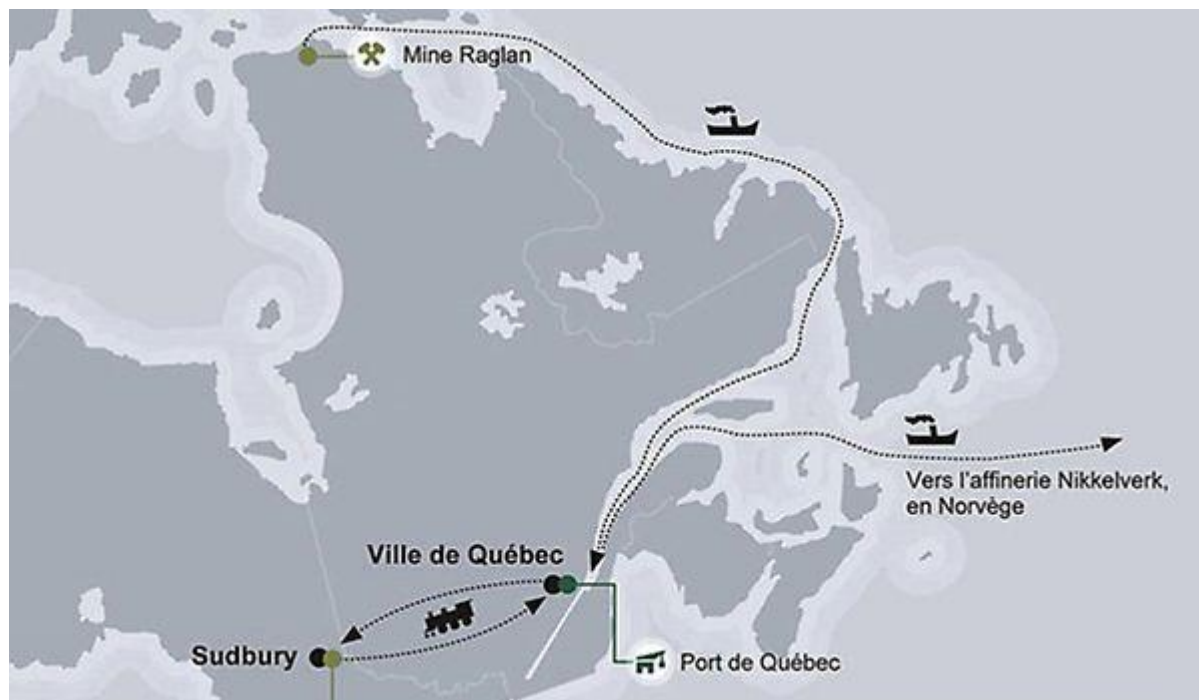 Mine Raglan
Vers l'affinerie Nikkelverk,
en Norvège
Ville de Québec
Sudbury
Port de Québec